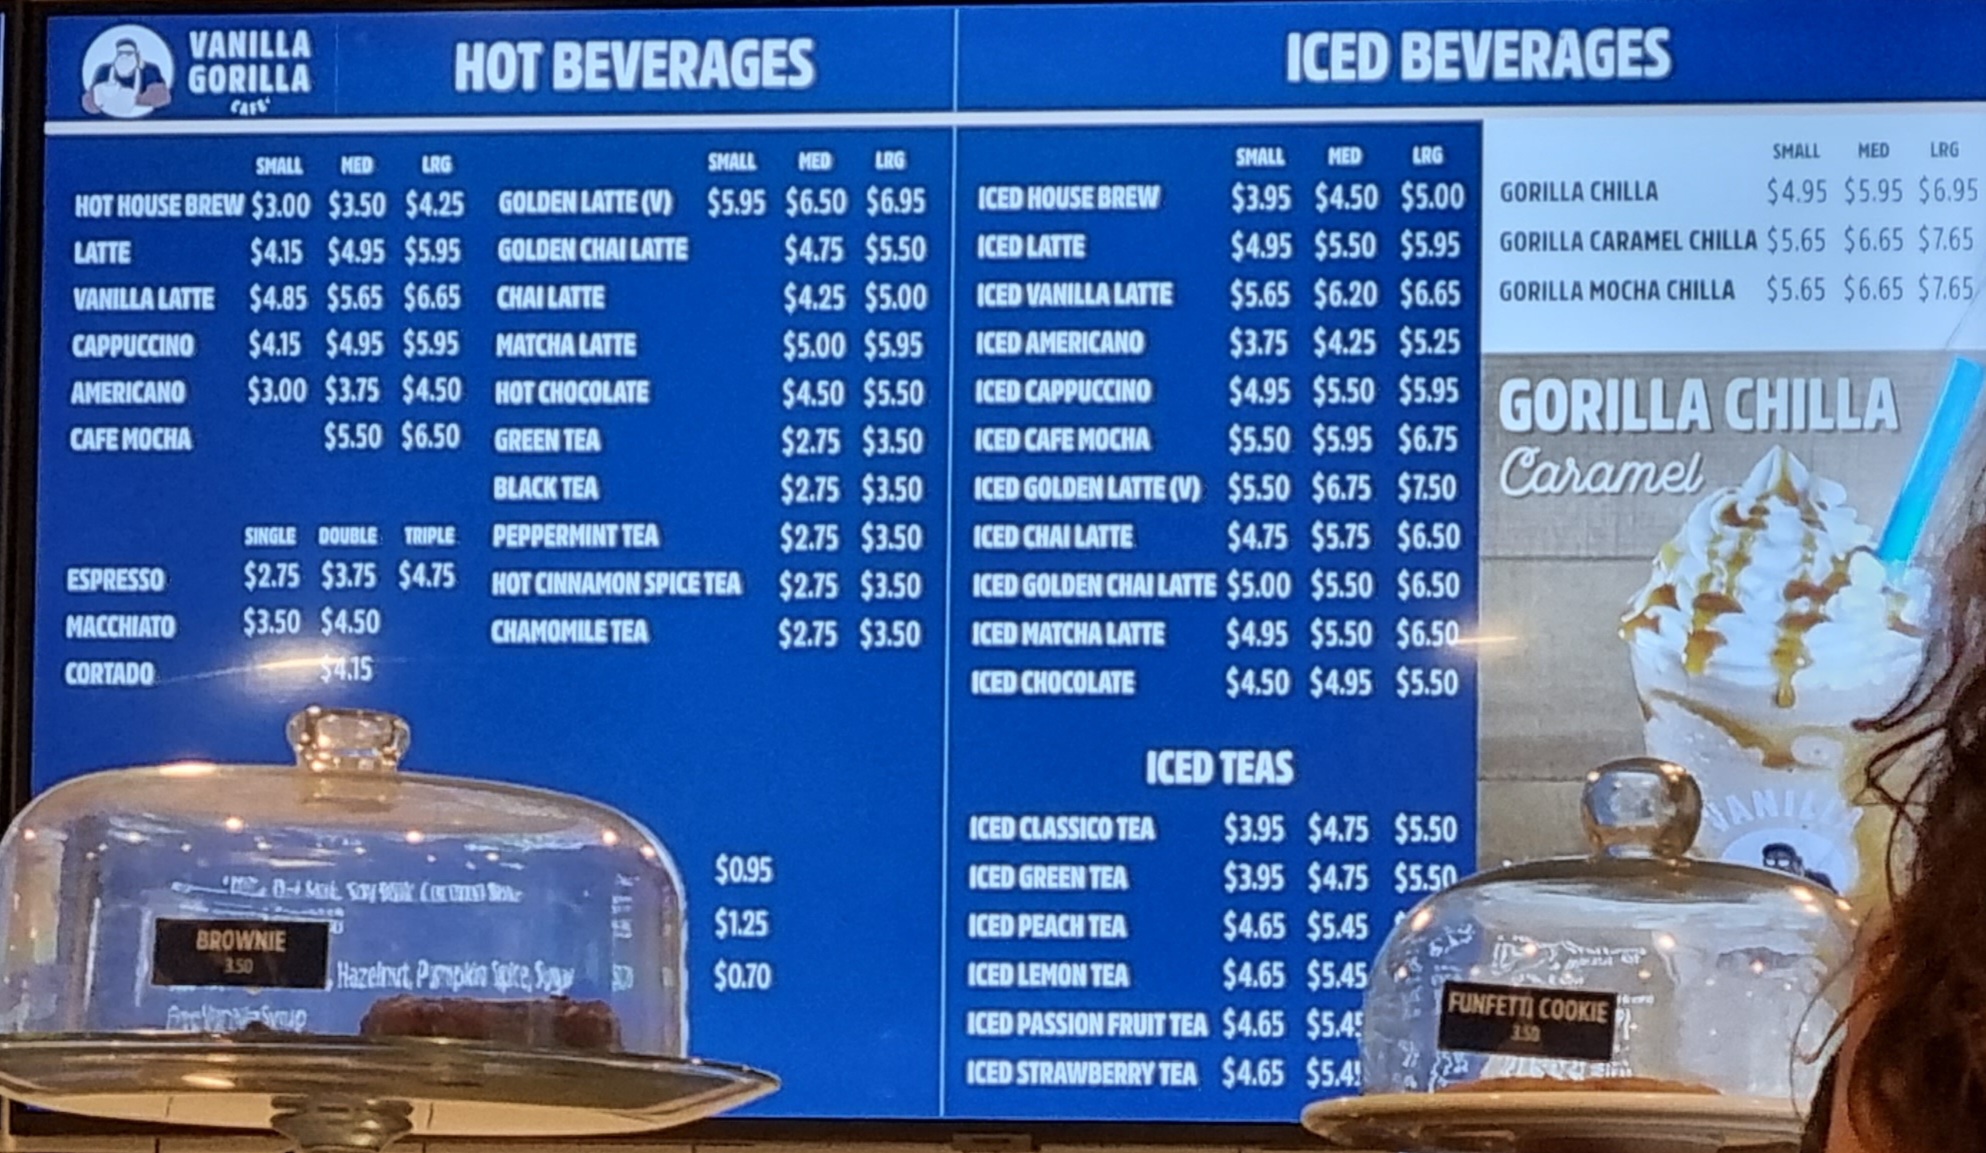 VANILLA
GORILLA
CAFE
HOT BEVERAGES
SMALL MED LRG
HOT HOUSE BREW $3.00 $3.50 $4.25
LATTE $4.15 $4.95 $5.95
VANILLA LATTE $4.85 $5.65 $6.65
CAPPUCCINO $4.15 $4.95 $5.95
AMERICANO $3.00 $3.75 $4.50
CAFE MOCHA $5.50 $6.50
SINGLE DOUBLE TRIPLE
ESPRESSO $2.75 $3.75 $4.75
MACCHIATO $3.50 $4.50
CORTADO $4.15
SMALL MED LRG
GOLDEN LATTE (V) $5.95 $6.50 $6.95
GOLDEN CHAI LATTE $4.75 $5.50
CHAI LATTE $4.25 $5.00
MATCHA LATTE $5.00 $5.95
HOT CHOCOLATE $4.50 $5.50
GREEN TEA $2.75 $3.50
BLACK TEA $2.75 $3.50
PEPPERMINT TEA $2.75 $3.50
HOT CINNAMON SPICE TEA $2.75 $3.50
CHAMOMILE TEA $2.75 $3.50
$0.95
$1.25
Hazelnut, Pumpkin Spice, Sugar $0.70
BROWNIE
3.50
ICED BEVERAGES
SMALL MED LRG
ICED HOUSE BREW $3.95 $4.50 $5.00
ICED LATTE $4.95 $5.50 $5.95
ICED VANILLA LATTE $5.65 $6.20 $6.65
ICED AMERICANO $3.75 $4.25 $5.25
ICED CAPPUCCINO $4.95 $5.50 $5.95
ICED CAFE MOCHA $5.50 $5.95 $6.75
ICED GOLDEN LATTE (V) $5.50 $6.75 $7.50
ICED CHAI LATTE $4.75 $5.75 $6.50
ICED GOLDEN CHAI LATTE $5.00 $5.50 $6.50
ICED MATCHA LATTE $4.95 $5.50 $6.50
ICED CHOCOLATE $4.50 $4.95 $5.50
ICED TEAS
ICED CLASSICO TEA $3.95 $4.75 $5.50
ICED GREEN TEA $3.95 $4.75 $5.50
ICED PEACH TEA $4.65 $5.45
ICED LEMON TEA $4.65 $5.45
ICED PASSION FRUIT TEA $4.65 $5.45
ICED STRAWBERRY TEA $4.65 $5.4
SMALL MED LRG
GORILLA CHILLA $4.95 $5.95 $6.95
GORILLA CARAMEL CHILLA $5.65 $6.65 $7.65
GORILLA MOCHA CHILLA $5.65 $6.65 $7.65
GORILLA CHILLA
Caramel
VANILLA
FUNFETTI COOKIE
3.50